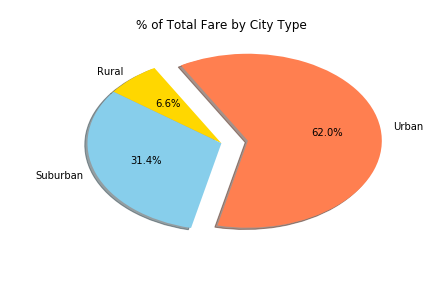 % of Total Fare by City Type
Rural
6.6%
62.0%
Urban
31.4%
Suburban